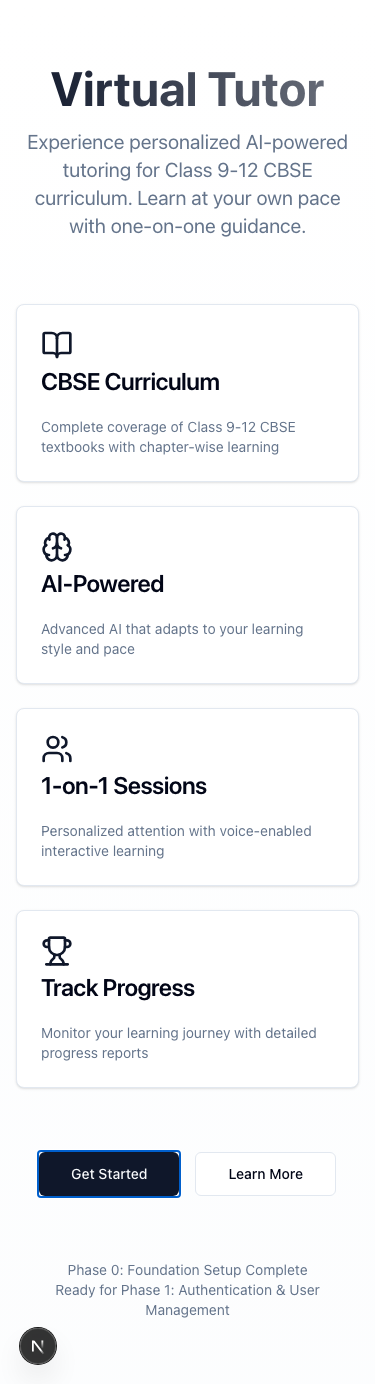 Virtual Tutor
Experience personalized AI-powered
tutoring for Class 9-12 CBSE
curriculum. Learn at your own pace
with one-on-one guidance.
CBSE Curriculum
Complete coverage of Class 9-12 CBSE
textbooks with chapter-wise learning
AI-Powered
Advanced AI that adapts to your learning
style and pace
1-on-1 Sessions
Personalized attention with voice-enabled
interactive learning
Track Progress
Monitor your learning journey with detailed
progress reports
Get Started
Learn More
Phase 0: Foundation Setup Complete
Ready for Phase 1: Authentication & User
Management
N